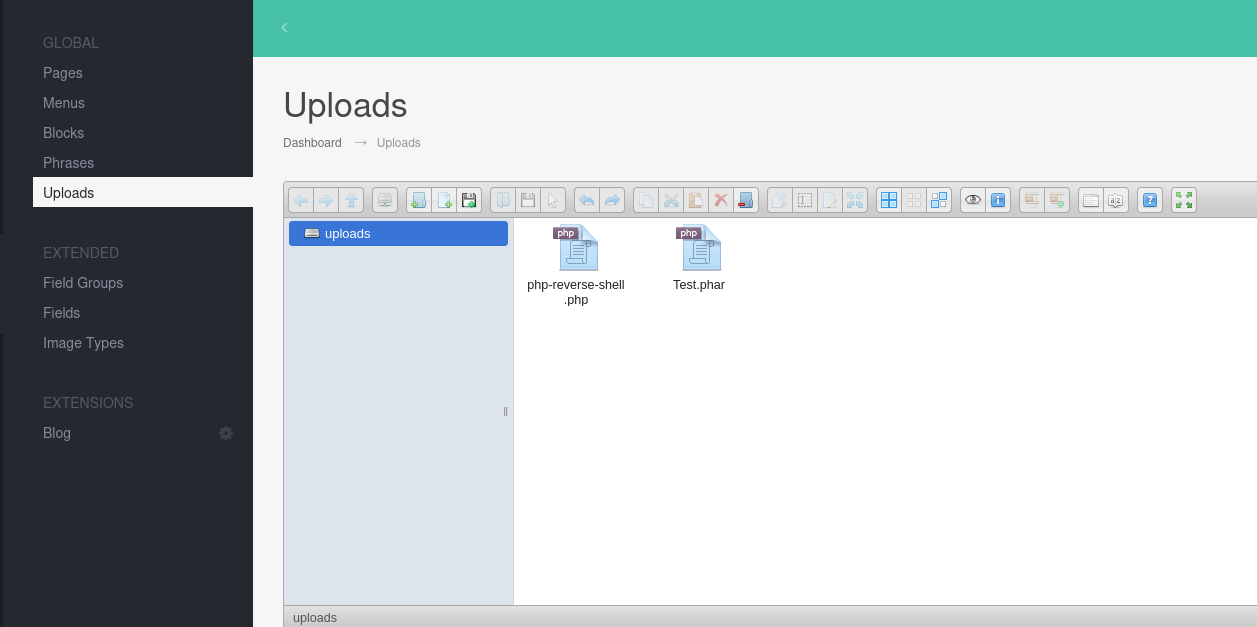 GLOBAL
Pages
Menus
Blocks
Phrases
Uploads
EXTENDED
Field Groups
Fields
Image Types
EXTENSIONS
Blog
Uploads
Dashboard → Uploads
uploads
php
php-reverse-shell
.php
php
Test.phar
uploads